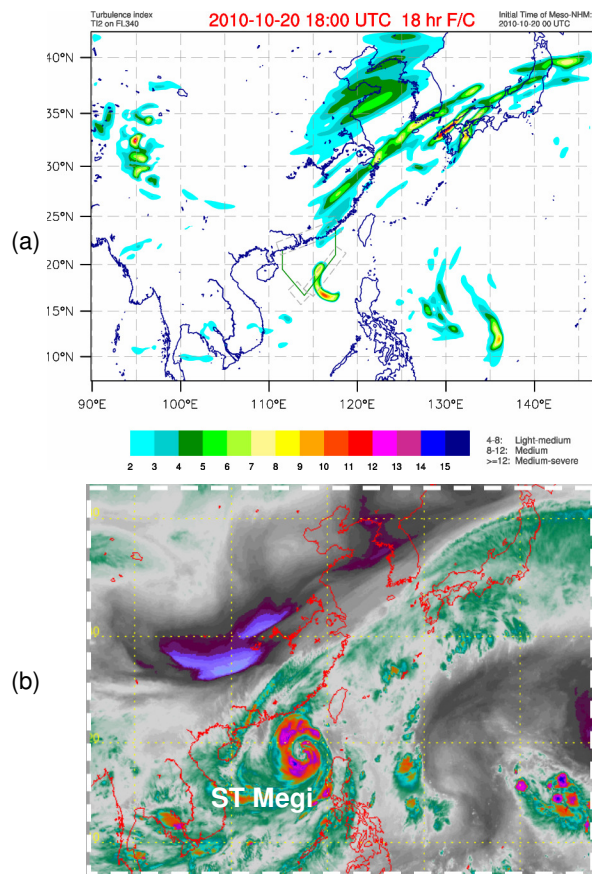 Turbulence index
TI2 on FL340
2010-10-20 18:00 UTC  18 hr F/C
Initial Time of Meso-NHM:
2010-10-20 00 UTC
40°N
35°N
30°N
25°N
(a)
20°N
15°N
10°N
90°E 100°E 110°E 120°E 130°E 140°E
2 3 4 5 6 7 8 9 10 11 12 13 14 15
4-8: Light-medium
8-12: Medium
>=12: Medium-severe
(b)
ST Megi